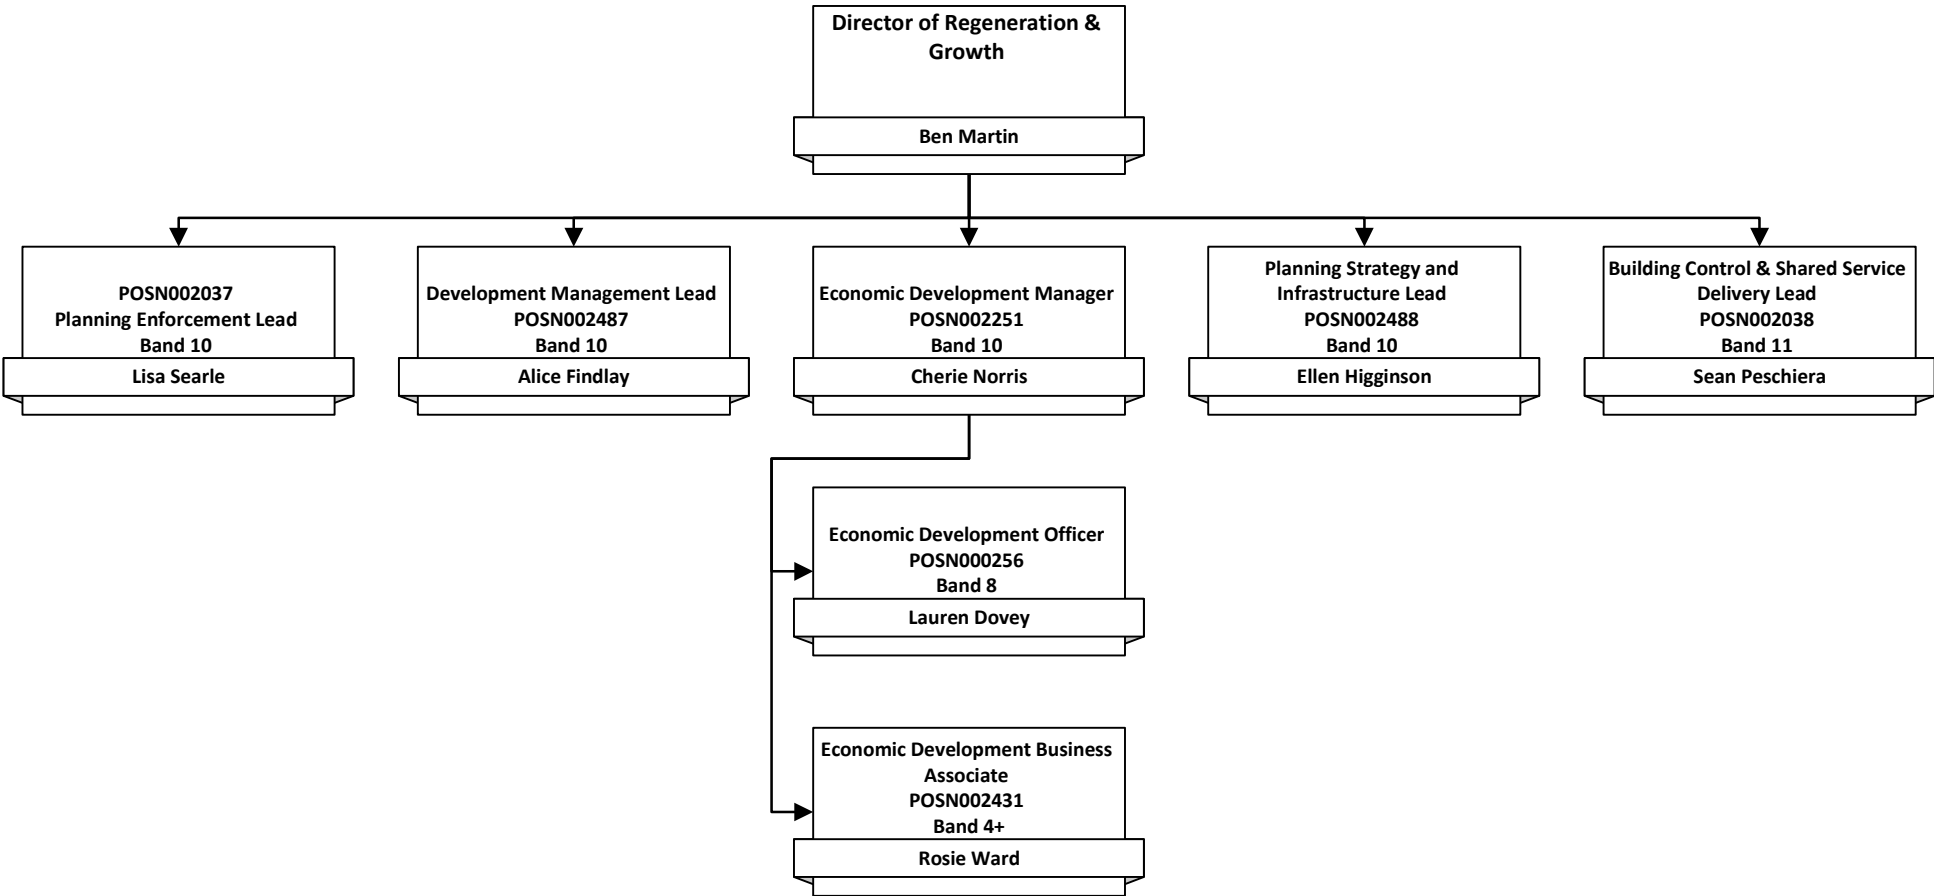 Director of Regeneration &
Growth
Ben Martin
POSN002037
Planning Enforcement Lead
Band 10
Lisa Searle
Development Management Lead
POSN002487
Band 10
Alice Findlay
Economic Development Manager
POSN002251
Band 10
Cherie Norris
Planning Strategy and
Infrastructure Lead
POSN002488
Band 10
Ellen Higginson
Building Control & Shared Service
Delivery Lead
POSN002038
Band 11
Sean Peschiera
Economic Development Officer
POSN000256
Band 8
Lauren Dovey
Economic Development Business
Associate
POSN002431
Band 4+
Rosie Ward